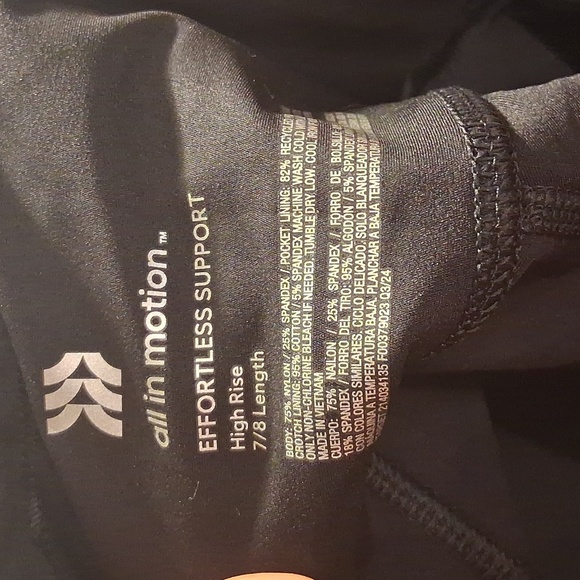 all in motion™
EFFORTLESS SUPPORT
High Rise
7/8 Length
BODY: 75% NYLON / 25% SPANDEX / POCKET LINING: 82% RECYCLED
CROTCH LINING: 95% COTTON / 5% SPANDEX MACHINE WASH COLD
ONLY NON-CHLORINE BLEACH IF NEEDED. TUMBLE DRY LOW. COOL
MADE IN VIETNAM
CUERPO: 75% NAILON / 25% SPANDEX / FORRO DE BOLSILLO
18% SPANDEX / FORRO DEL TIRO: 95% ALGODÓN / 5% SPANDEX
CON COLORES SIMILARES, CICLO DELICADO. SOLO BLANQUEADOR
MÁQUINA A TEMPERATURA BAJA. PLANCHAR A BAJA TEMPERATURA
F00379023 03/24